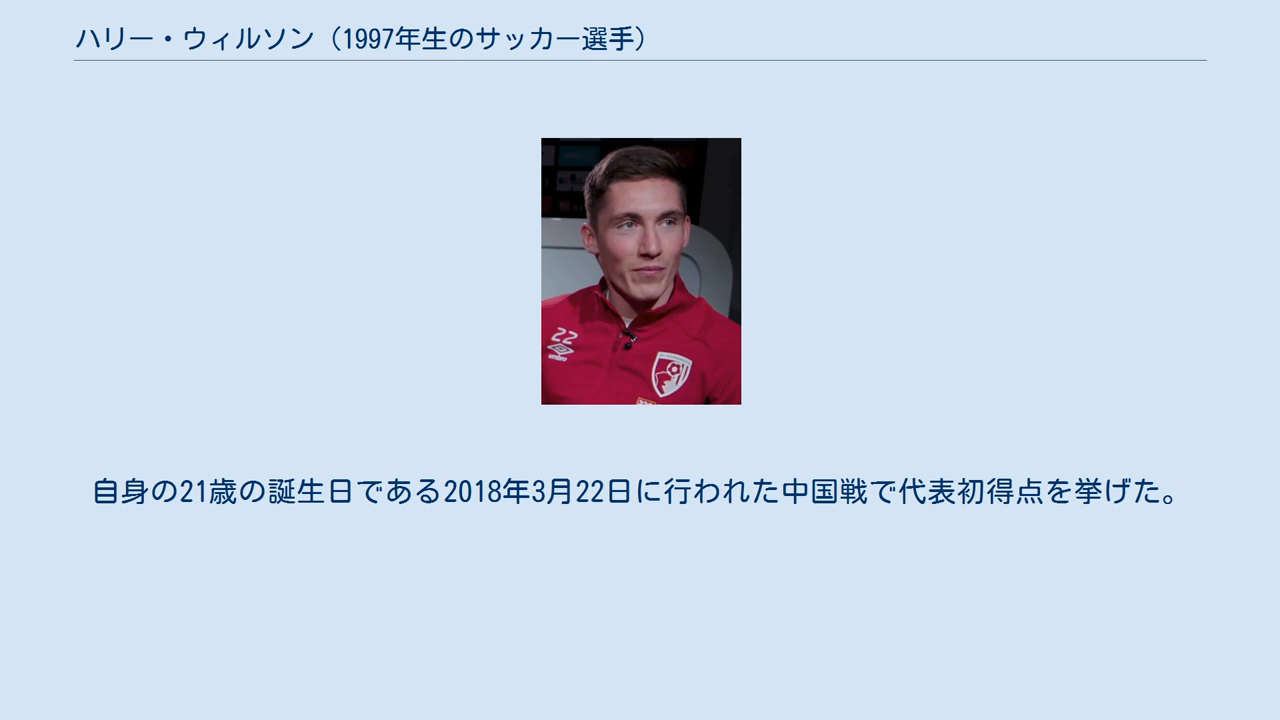 ハリー・ウィルソン（1997年生のサッカー選手）
22
umbro
自身の21歳の誕生日である2018年3月22日に行われた中国戦で代表初得点を挙げた。